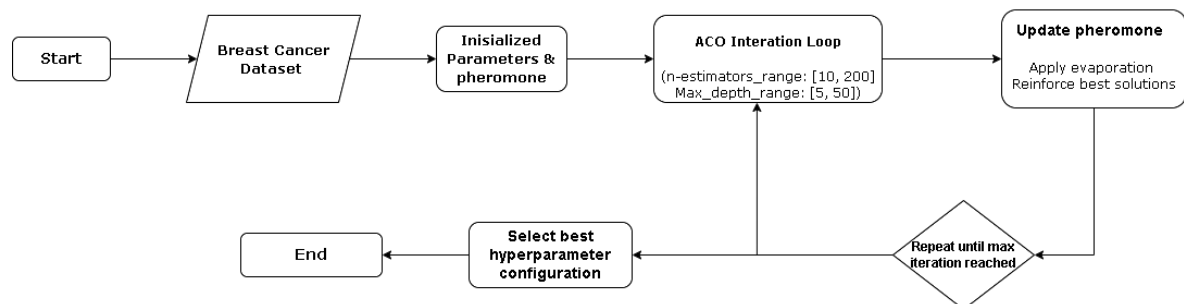 Start
Breast Cancer
Dataset
Inisialized
Parameters &
pheromone
ACO Interation Loop
(n-estimators_range: [10, 200]
Max_depth_range: [5, 50])
Update pheromone
Apply evaporation
Reinforce best solutions
Repeat until max
iteration reached
Select best
hyperparameter
configuration
End